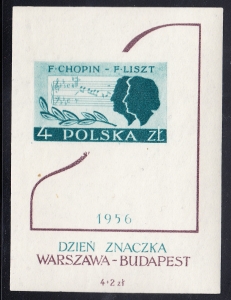 F·CHOPIN - F·LISZT
4 POLSKA ZŁ
1956
DZIEŃ ZNACZKA
WARSZAWA-BUDAPEST
4+2 zł